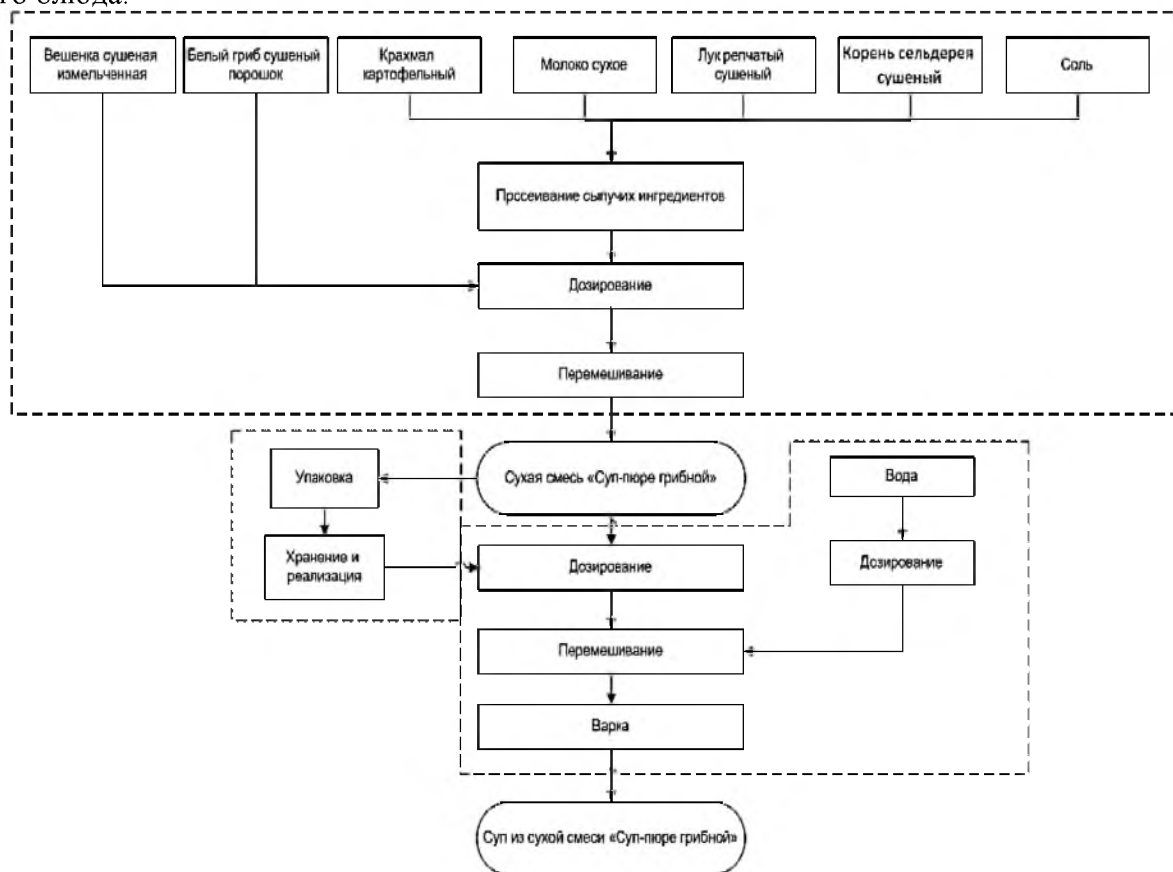 Вешенка сушеная
измельченная
Белый гриб сушеный
порошок
Крахмал
картофельный
Молоко сухое
Лук репчатый
сушеный
Корень сельдерея
сушеный
Соль
Прссеивание сыпучих ингредиентов
Дозирование
Перемешивание
Сухая смесь «Суп-пюре грибной»
Упаковка
Вода
Хранение и
реализация
Дозирование
Дозирование
Перемешивание
Варка
Суп из сухой смеси «Суп-пюре грибной»